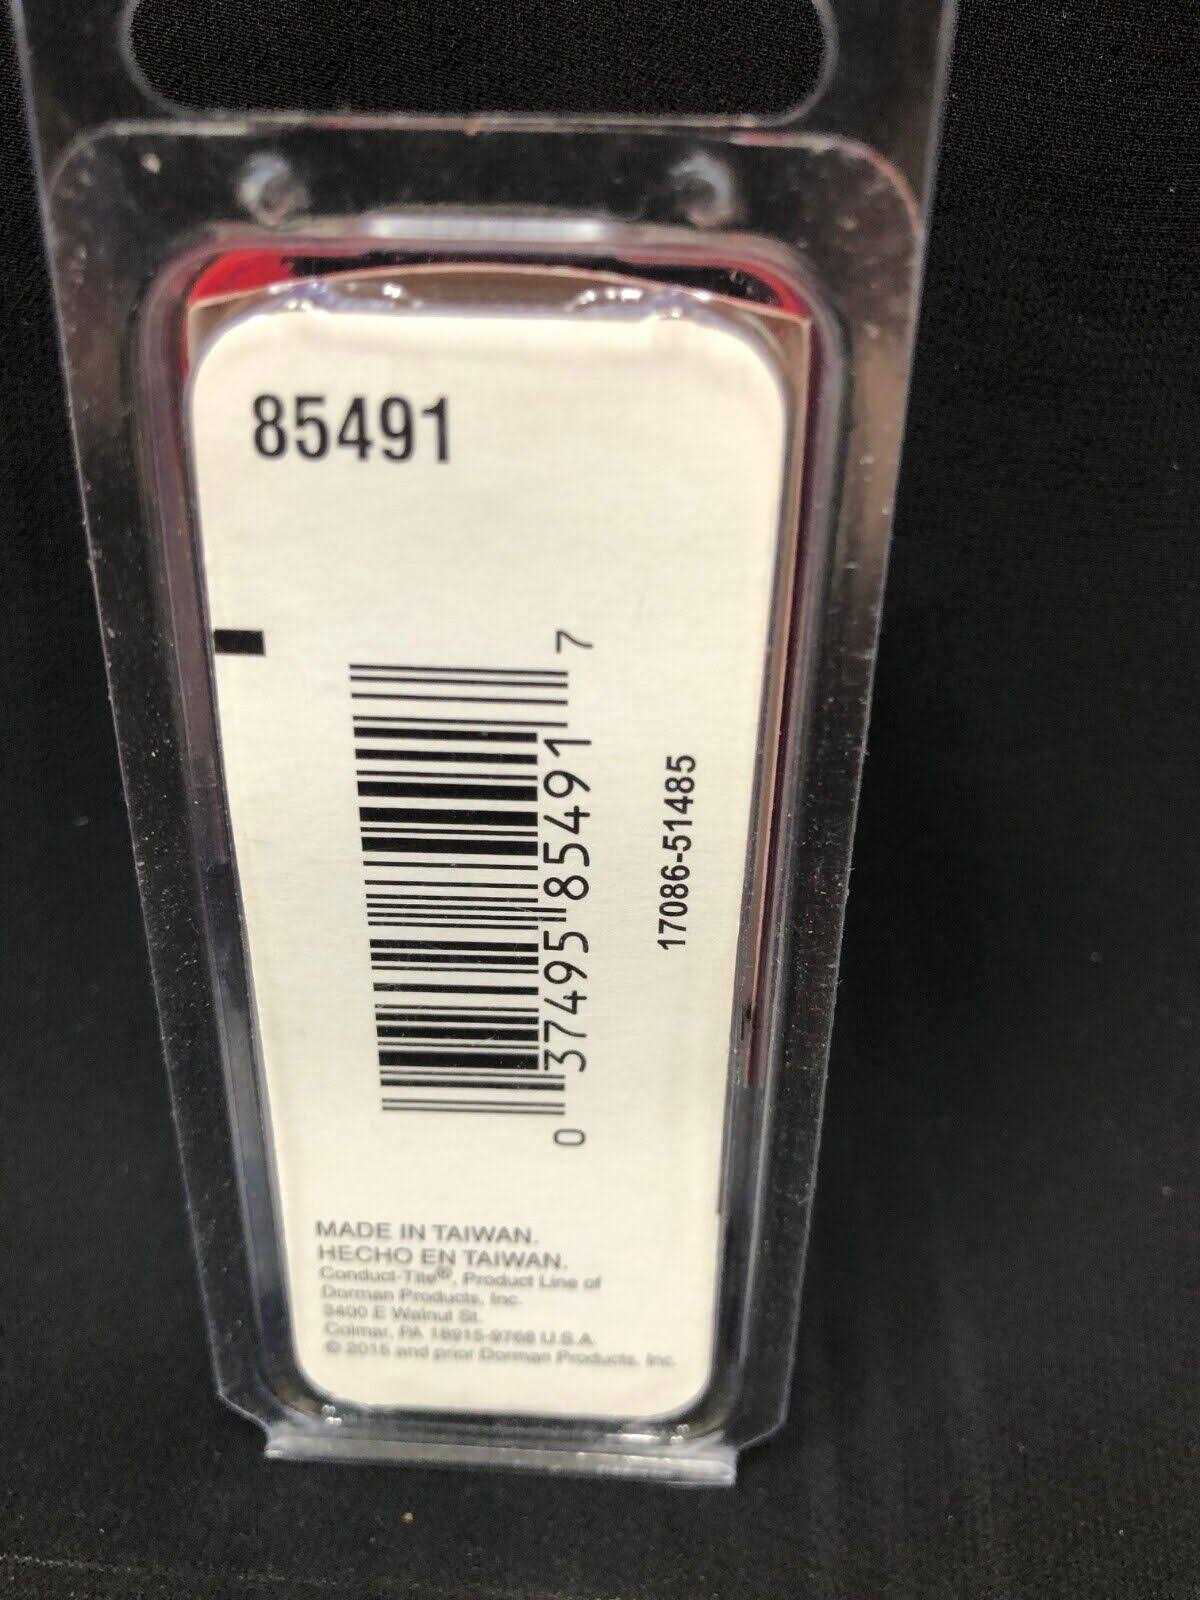 85491
0 37495 85491 7
17086-51485
MADE IN TAIWAN.
HECHO EN TAIWAN.
Conduct-Tite®, Product Line of
Dorman Products, Inc.
3400 E Walnut St.
Colmar, PA 18915-9768 U.S.A.
© 2015 and prior Dorman Products, Inc.